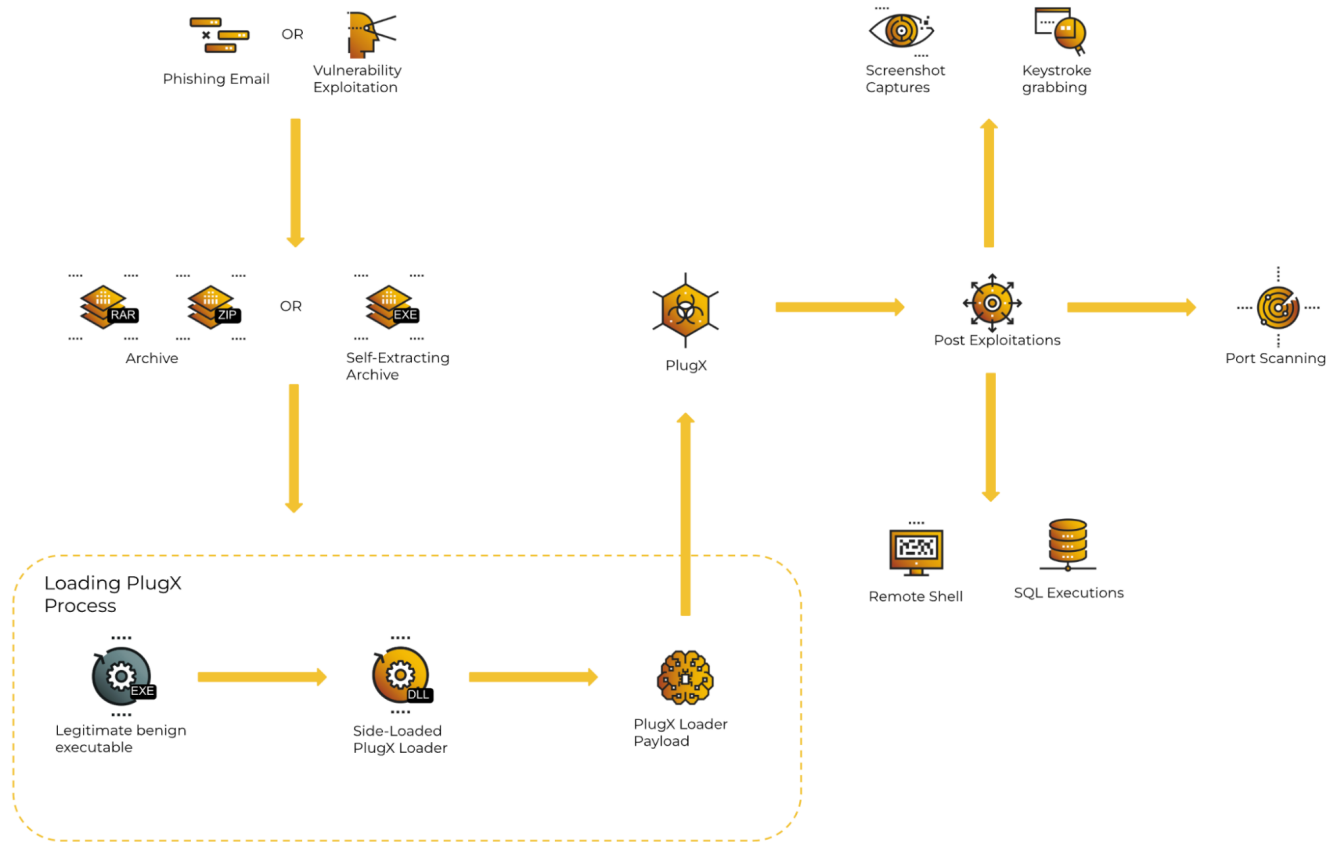 OR
Phishing Email
Vulnerability
Exploitation
Screenshot
Captures
Keystroke
grabbing
RAR
ZIP
OR
EXE
Archive
Self-Extracting
Archive
PlugX
Post Exploitations
Port Scanning
Remote Shell
SQL Executions
Loading PlugX
Process
EXE
DLL
Legitimate benign
executable
Side-Loaded
PlugX Loader
PlugX Loader
Payload